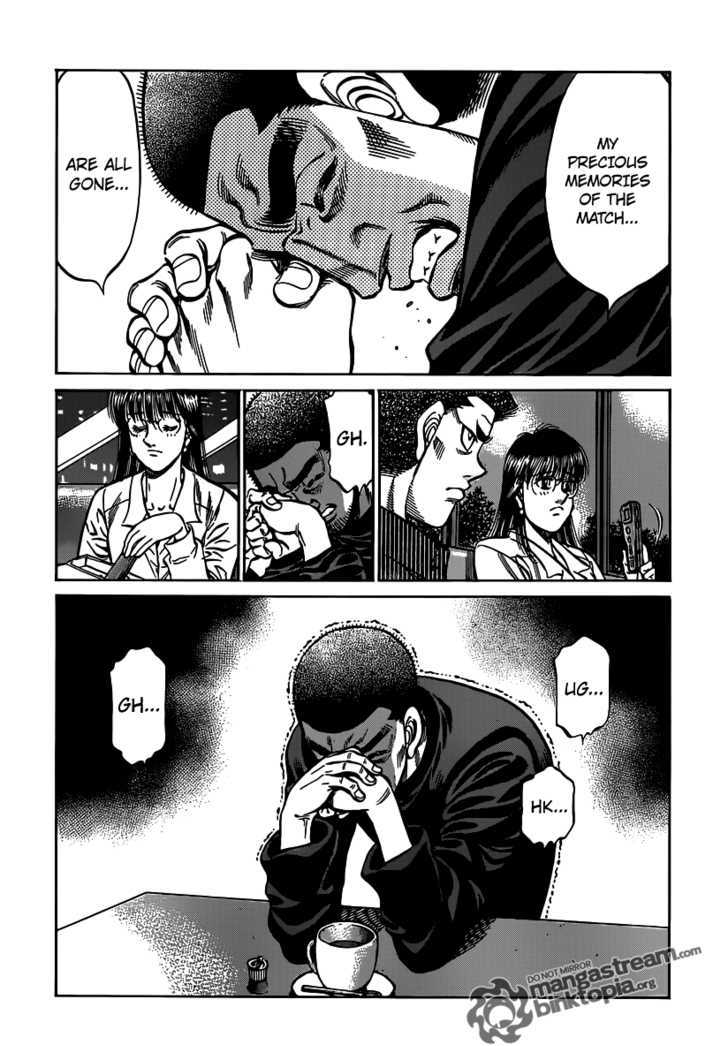 MY
PRECIOUS
MEMORIES
OF THE
MATCH...
ARE ALL
GONE...
GH.
UG...
HK...
GH...
DO NOT MIRROR
mangastream.com
binktopia.org